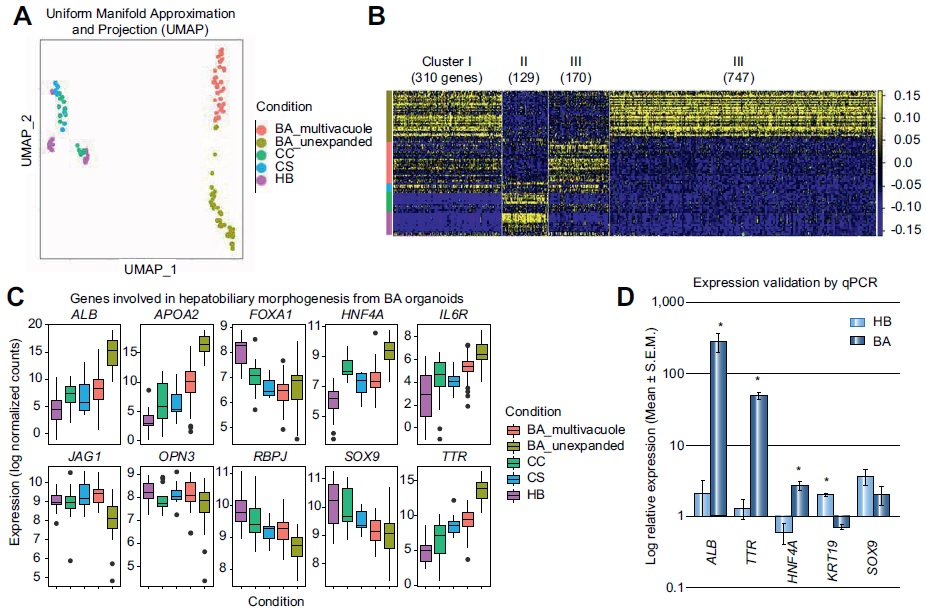 A
Uniform Manifold Approximation
and Projection (UMAP)
UMAP_2
UMAP_1
Condition
BA_multivacuole
BA_unexpanded
CC
CS
HB
B
Cluster I
(310 genes)
II
(129)
III
(170)
III
(747)
0.15
0.10
0.05
0.0
-0.05
-0.10
-0.15
C
Genes involved in hepatobiliary morphogenesis from BA organoids
Expression (log normalized counts)
ALB
20
15
10
5
0
APOA2
15
10
5
0
FOXA1
9
8
7
6
5
HNF4A
11
9
7
5
IL6R
8
6
4
2
0
JAG1
10
9
8
7
6
5
OPN3
9
8
7
6
5
RBPJ
11
10
9
8
SOX9
11
10
9
8
TTR
15
10
5
0
Condition
Condition
BA_multivacuole
BA_unexpanded
CC
CS
HB
D
Expression validation by qPCR
Log relative expression (Mean ± S.E.M.)
1,000
100
10
1
0.1
HB
BA
*
*
*
*
ALB
TTR
HNF4A
KRT19
SOX9